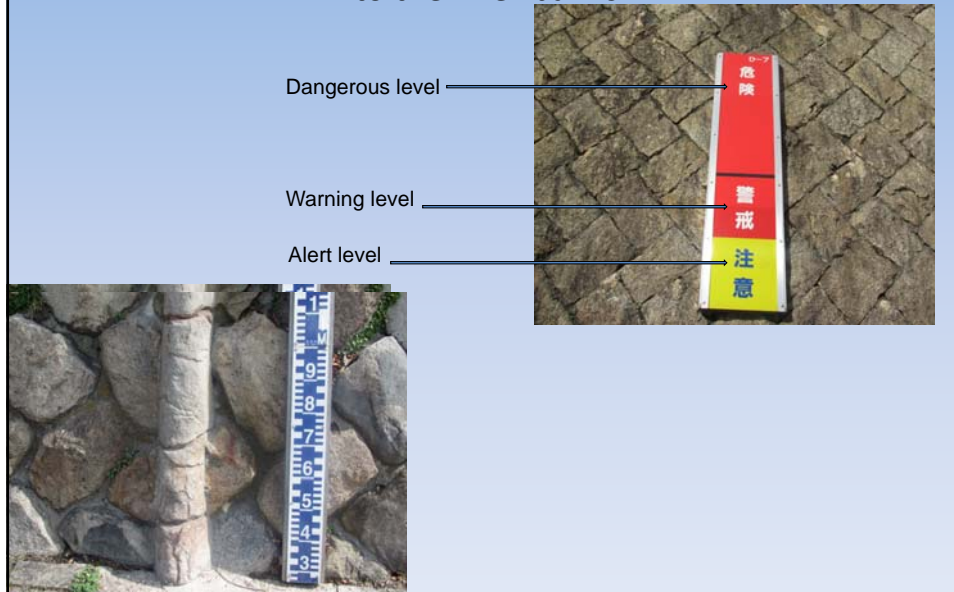 Dangerous level
Warning level
Alert level
危
険
警
戒
注
意
1
M
9
8
7
6
5
4
3